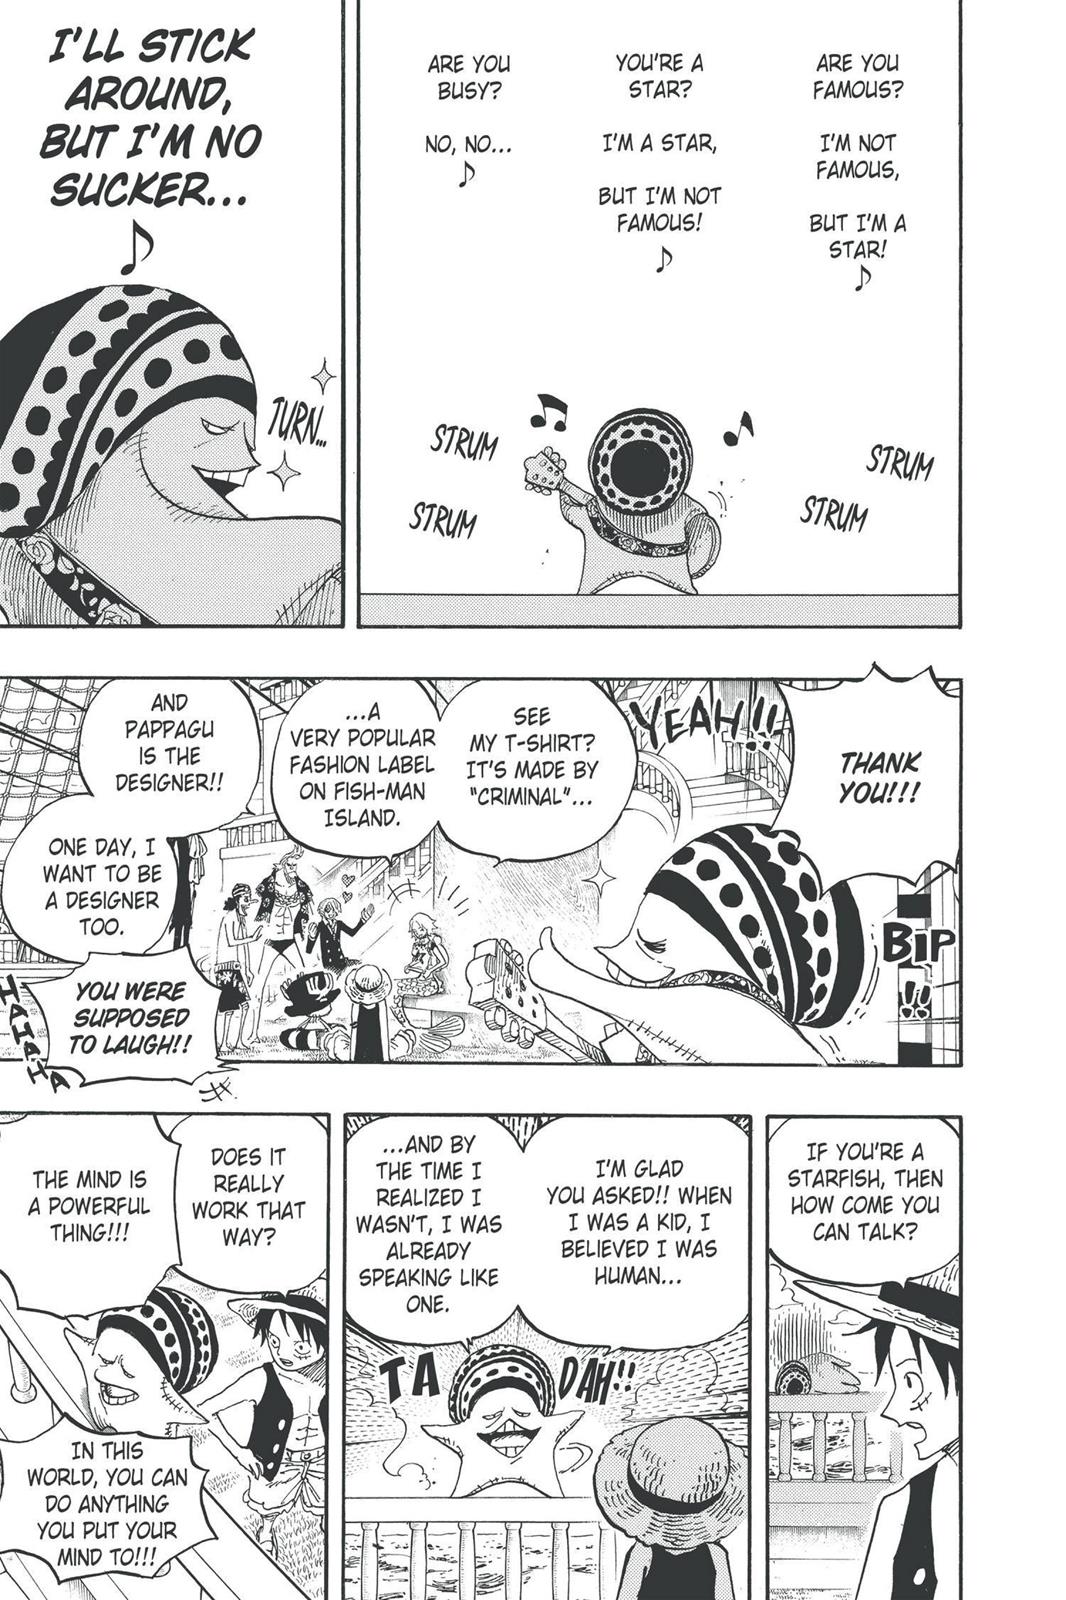 ARE YOU
FAMOUS?
I'M NOT
FAMOUS,
BUT I'M A
STAR!
YOU'RE A
STAR?
I'M A STAR,
BUT I'M NOT
FAMOUS!
ARE YOU
BUSY?
NO, NO...
STRUM
STRUM
STRUM
STRUM
I'LL STICK
AROUND,
BUT I'M NO
SUCKER...
TURN...
THANK
YOU!!!
YEAH!!
BIP
!!
SEE
MY T-SHIRT?
IT'S MADE BY
"CRIMINAL"...
...A
VERY POPULAR
FASHION LABEL
ON FISH-MAN
ISLAND.
AND
PAPPAGU
IS THE
DESIGNER!!
ONE DAY, I
WANT TO BE
A DESIGNER
TOO.
YOU WERE
SUPPOSED
TO LAUGH!!
HAHAHA
IF YOU'RE A
STARFISH, THEN
HOW COME YOU
CAN TALK?
I'M GLAD
YOU ASKED!! WHEN
I WAS A KID, I
BELIEVED I WAS
HUMAN...
...AND BY
THE TIME I
REALIZED I
WASN'T, I WAS
ALREADY
SPEAKING LIKE
ONE.
TA DAH!!
DOES IT
REALLY
WORK THAT
WAY?
THE MIND IS
A POWERFUL
THING!!!
IN THIS
WORLD, YOU CAN
DO ANYTHING
YOU PUT YOUR
MIND TO!!!